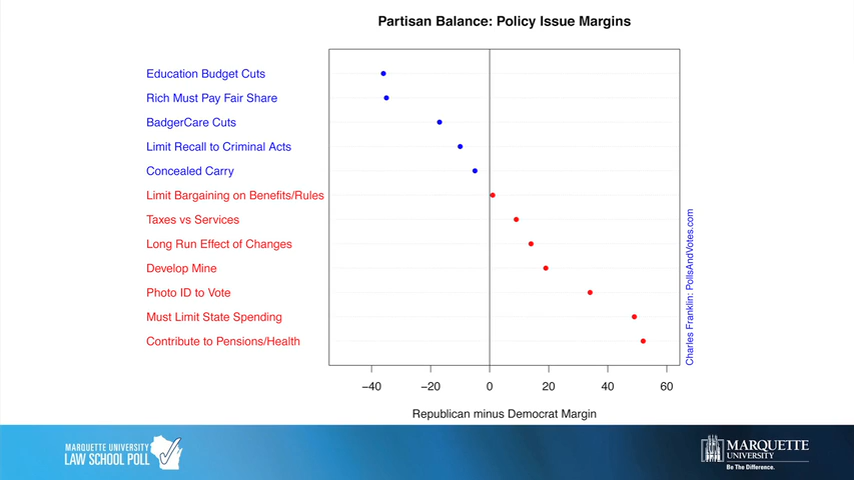 Partisan Balance: Policy Issue Margins
Education Budget Cuts
Rich Must Pay Fair Share
BadgerCare Cuts
Limit Recall to Criminal Acts
Concealed Carry
Limit Bargaining on Benefits/Rules
Taxes vs Services
Long Run Effect of Changes
Develop Mine
Photo ID to Vote
Must Limit State Spending
Contribute to Pensions/Health
−40 −20 0 20 40 60
Republican minus Democrat Margin
Charles Franklin: PollsAndVotes.com
MARQUETTE UNIVERSITY
LAW SCHOOL POLL
MARQUETTE
UNIVERSITY
Be The Difference.